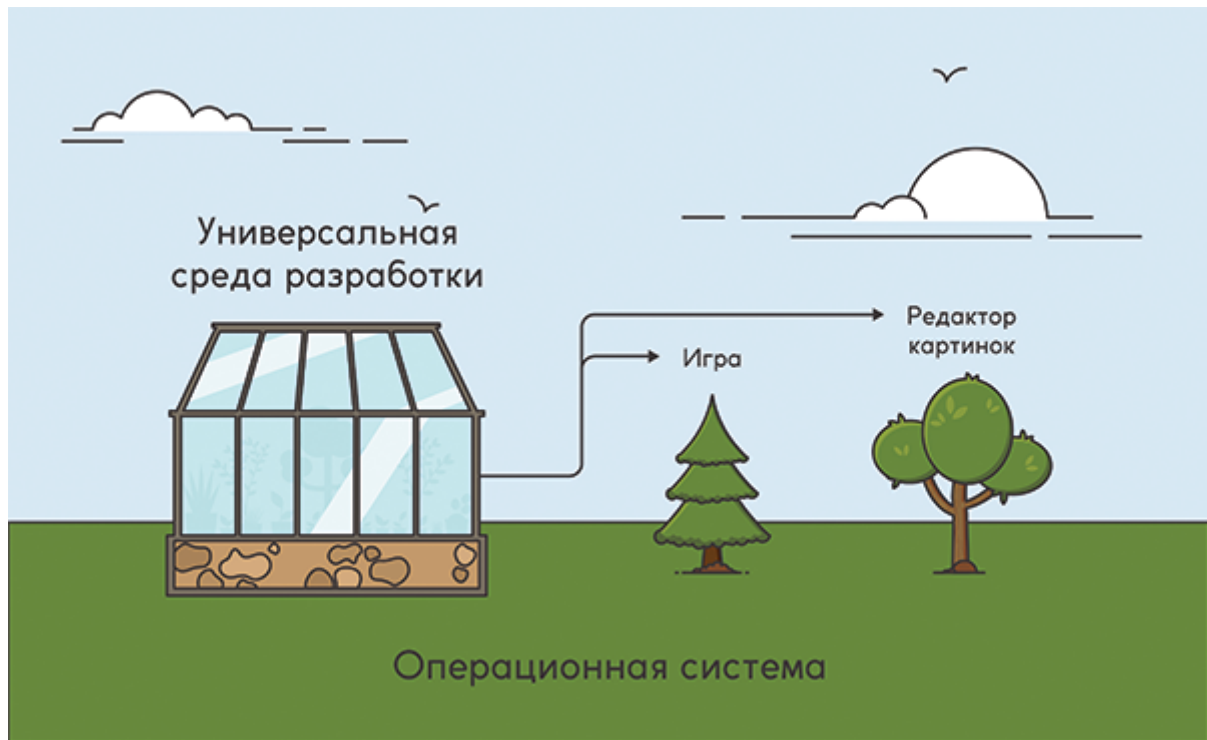 Универсальная
среда разработки
Редактор
картинок
Игра
Операционная система